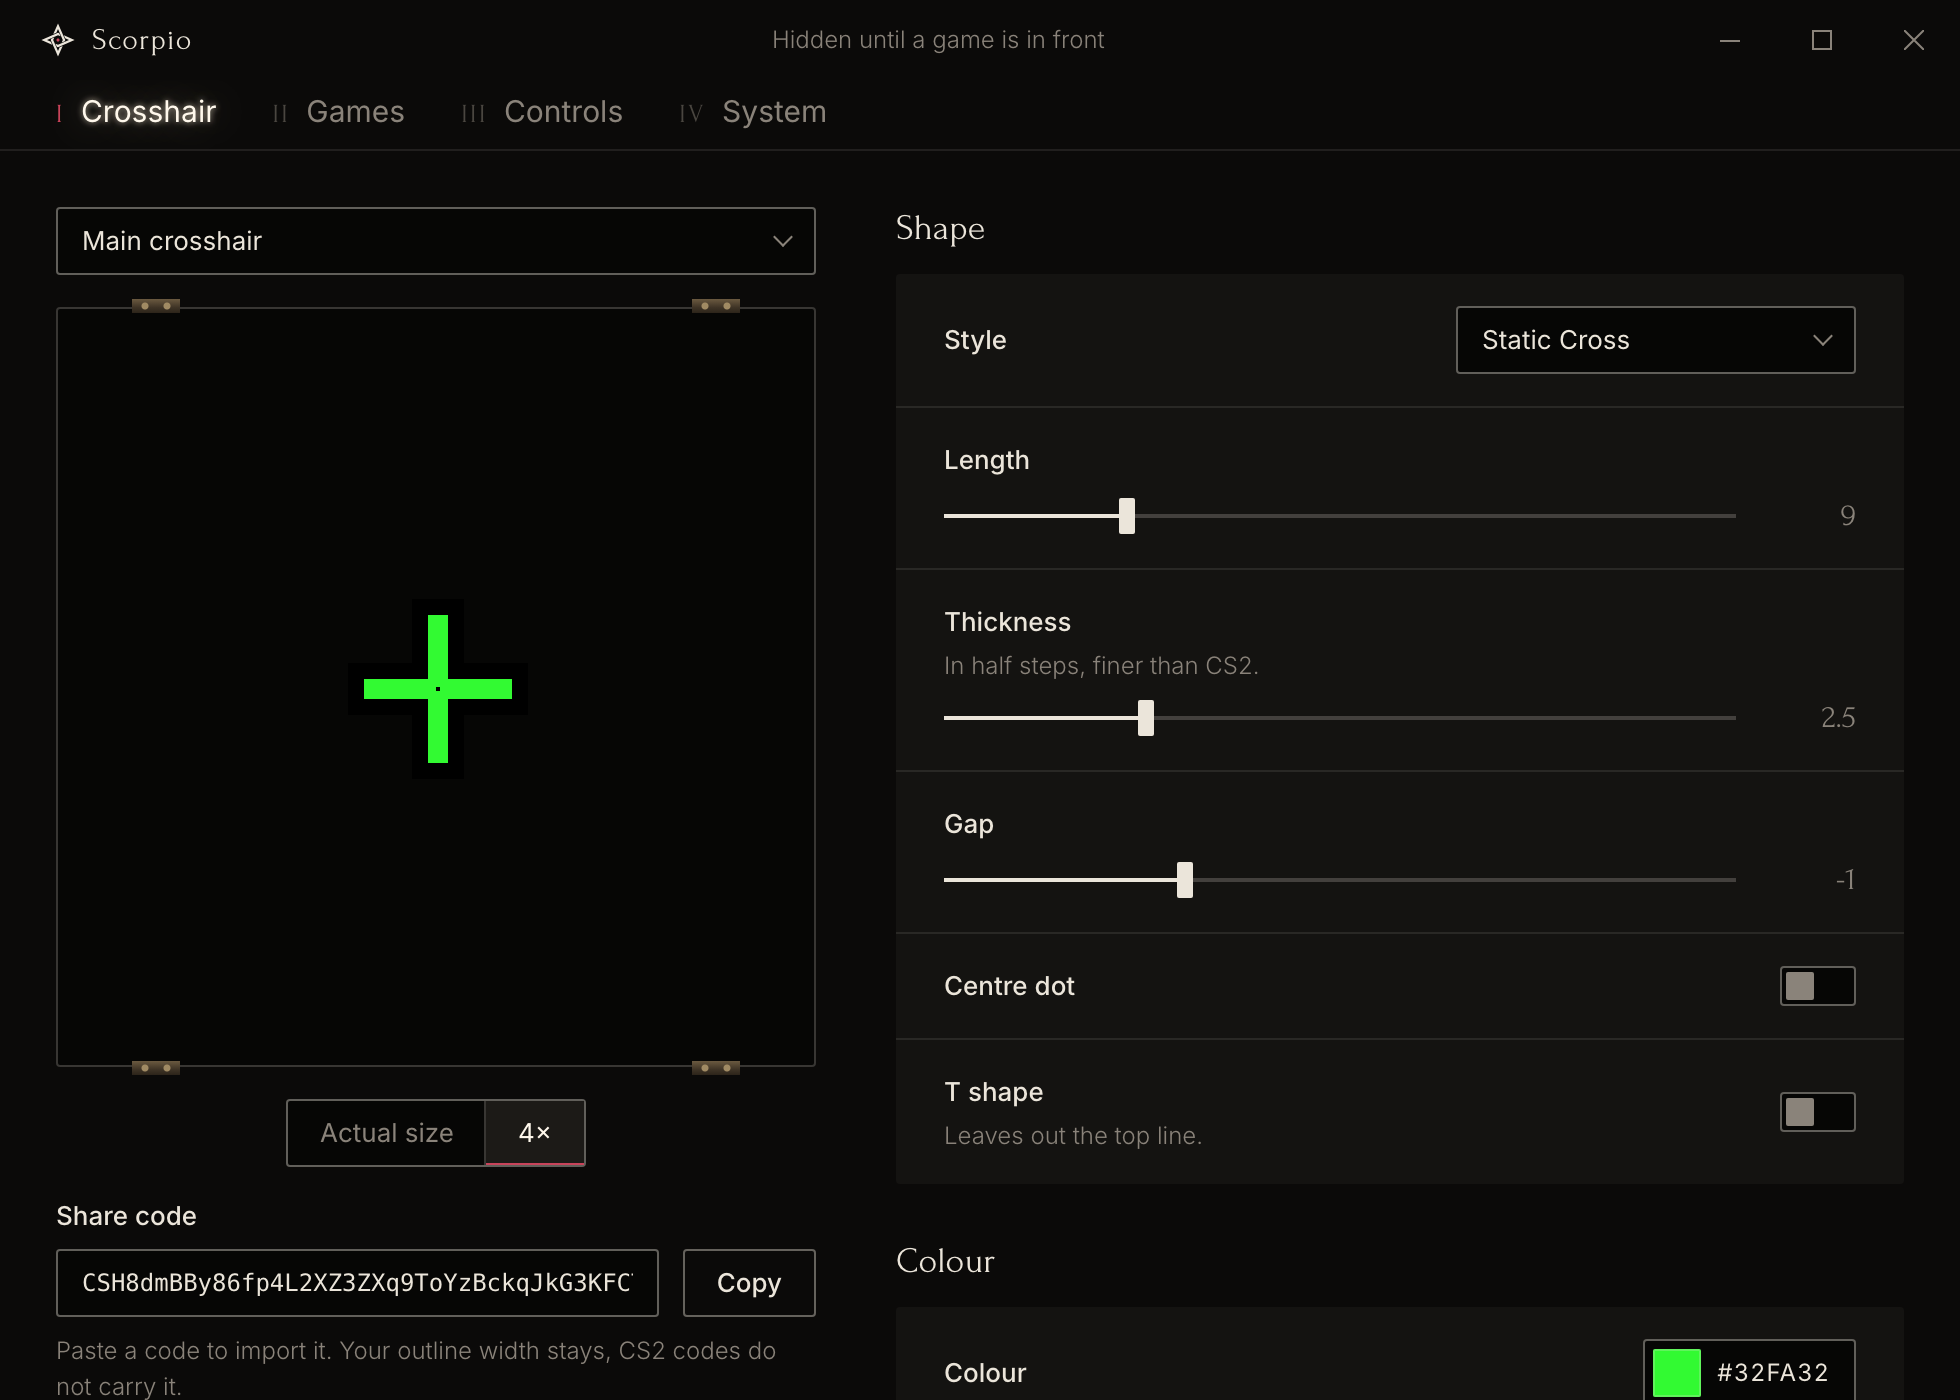 Scorpio
Hidden until a game is in front
I Crosshair
II Games
III Controls
IV System
Main crosshair
Actual size
4×
Share code
CSH8dmBBy86fp4L2XZ3ZXq9ToYzBckqJkG3KFC
Copy
Paste a code to import it. Your outline width stays, CS2 codes do
not carry it.
Shape
Style
Static Cross
Length
9
Thickness
In half steps, finer than CS2.
2.5
Gap
-1
Centre dot
T shape
Leaves out the top line.
Colour
Colour
#32FA32